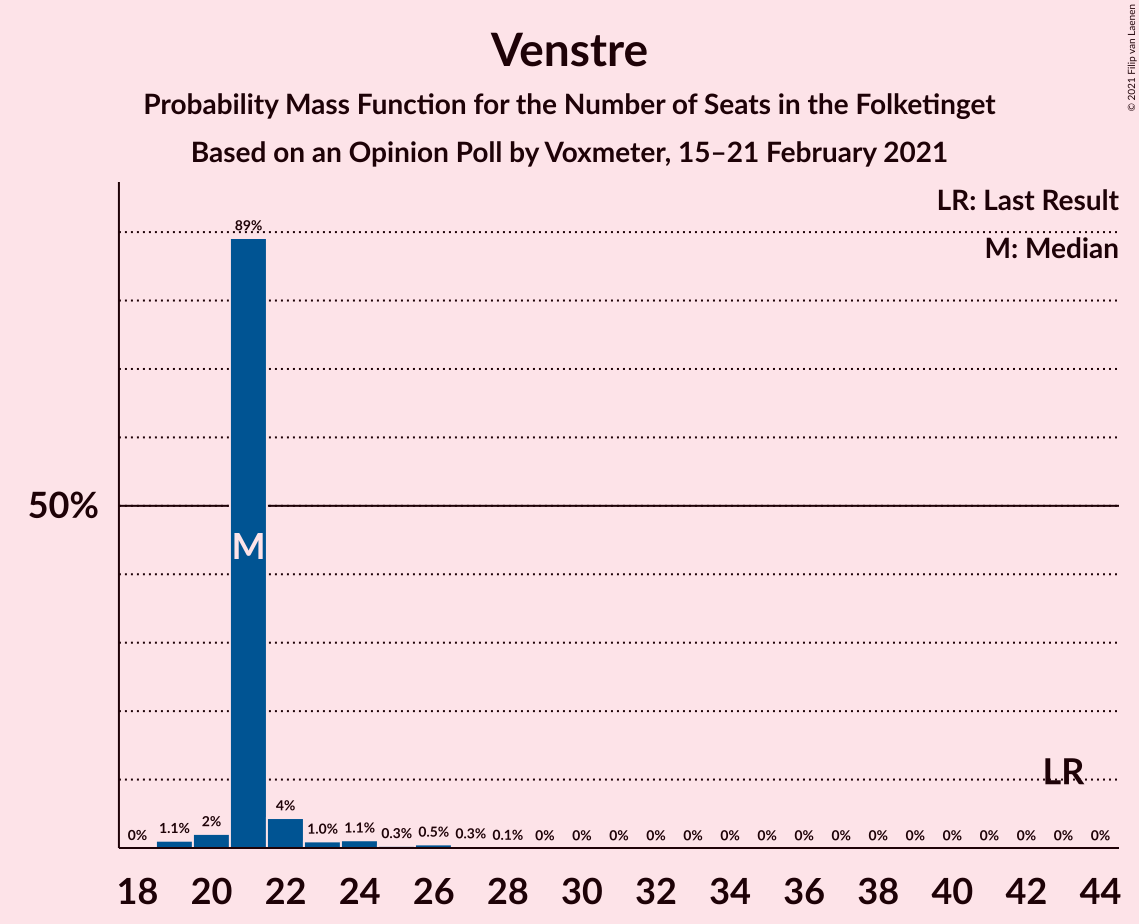 Venstre
Probability Mass Function for the Number of Seats in the Folketinget
Based on an Opinion Poll by Voxmeter, 15–21 February 2021
© 2021 Filip van Laenen
LR: Last Result
M: Median
50%
0% 1.1% 2% 89% 4% 1.0% 1.1% 0.3% 0.5% 0.3% 0.1% 0% 0% 0% 0% 0% 0% 0% 0% 0% 0% 0% 0% 0% 0% 0% 0%
M
LR
18 20 22 24 26 28 30 32 34 36 38 40 42 44